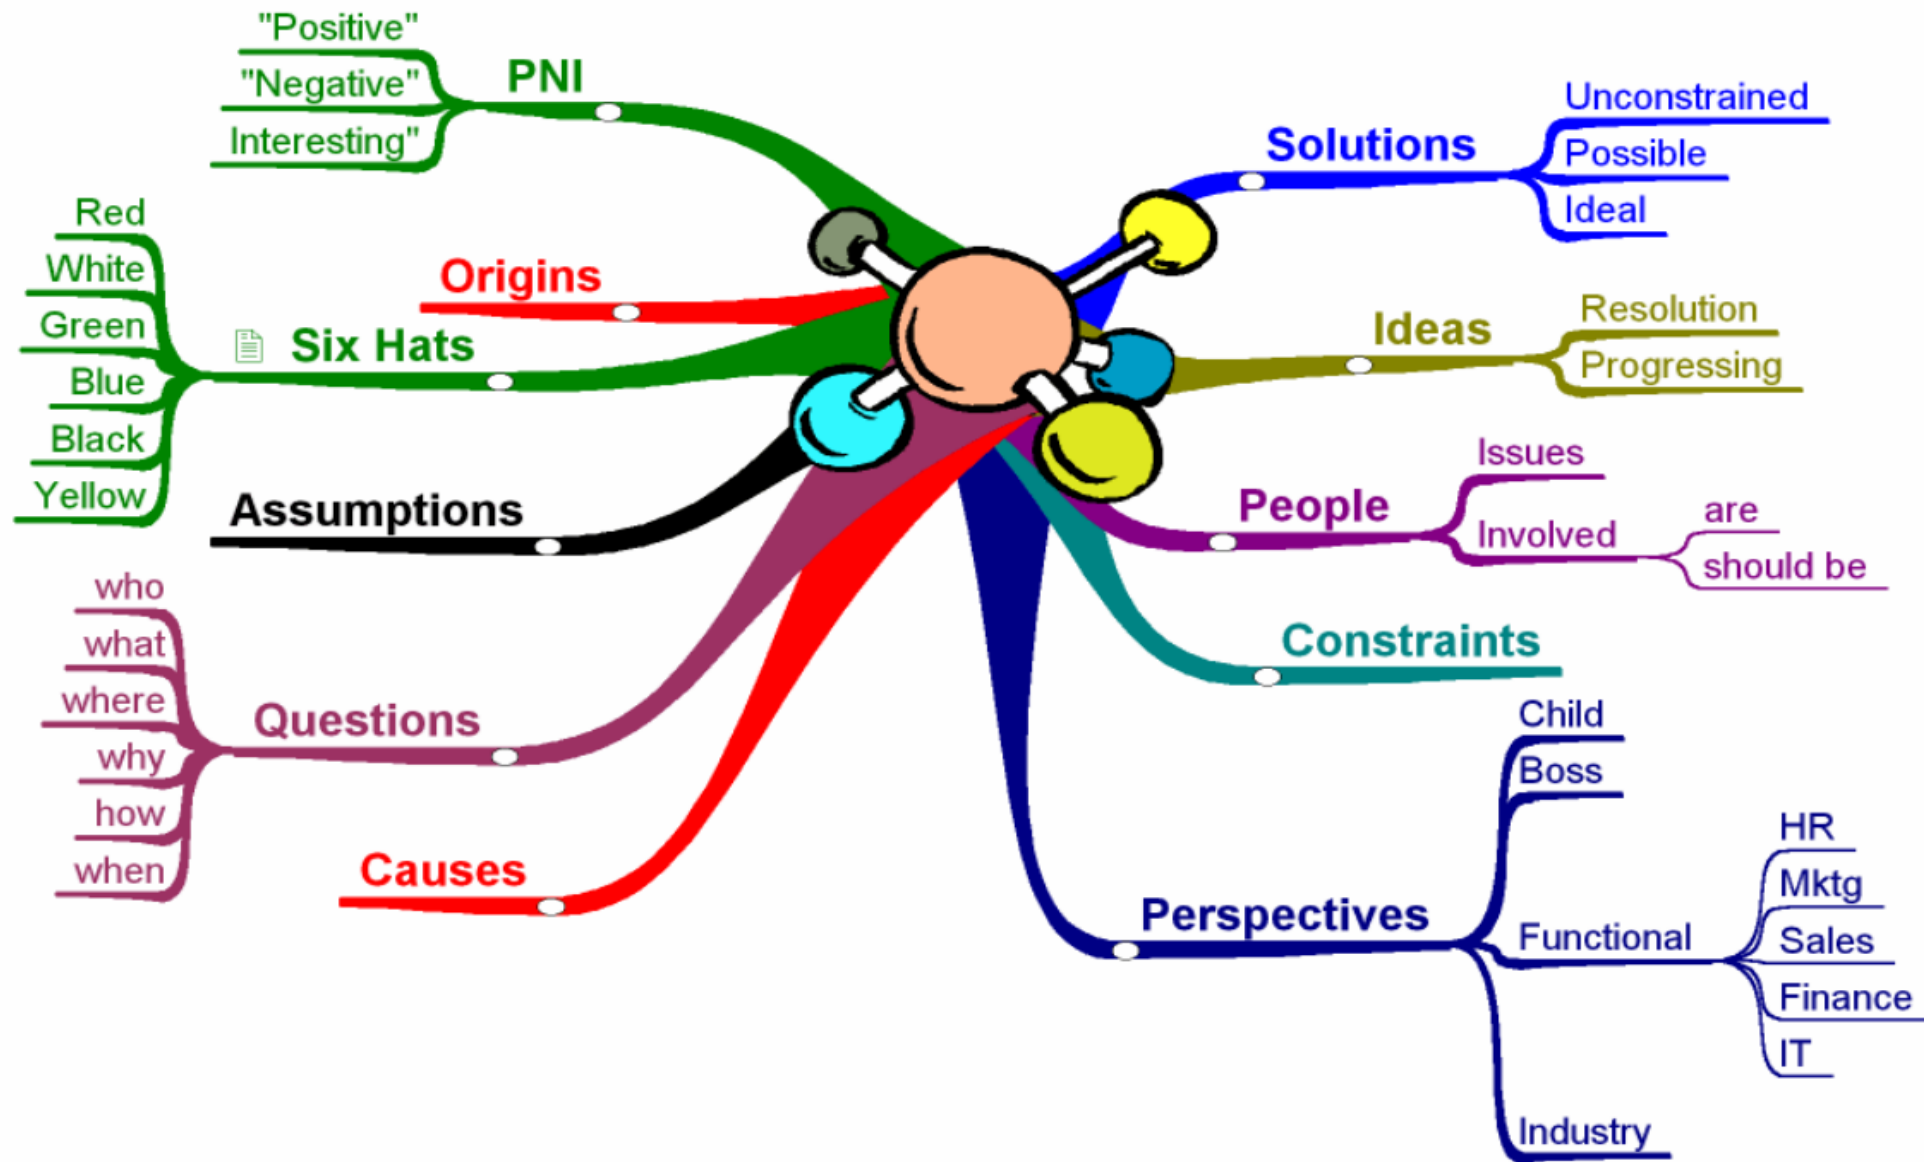 PNI
"Positive"
"Negative"
Interesting"
Origins
Six Hats
Red
White
Green
Blue
Black
Yellow
Assumptions
Questions
who
what
where
why
how
when
Causes
Solutions
Unconstrained
Possible
Ideal
Ideas
Resolution
Progressing
People
Issues
Involved
are
should be
Constraints
Perspectives
Child
Boss
Functional
HR
Mktg
Sales
Finance
IT
Industry